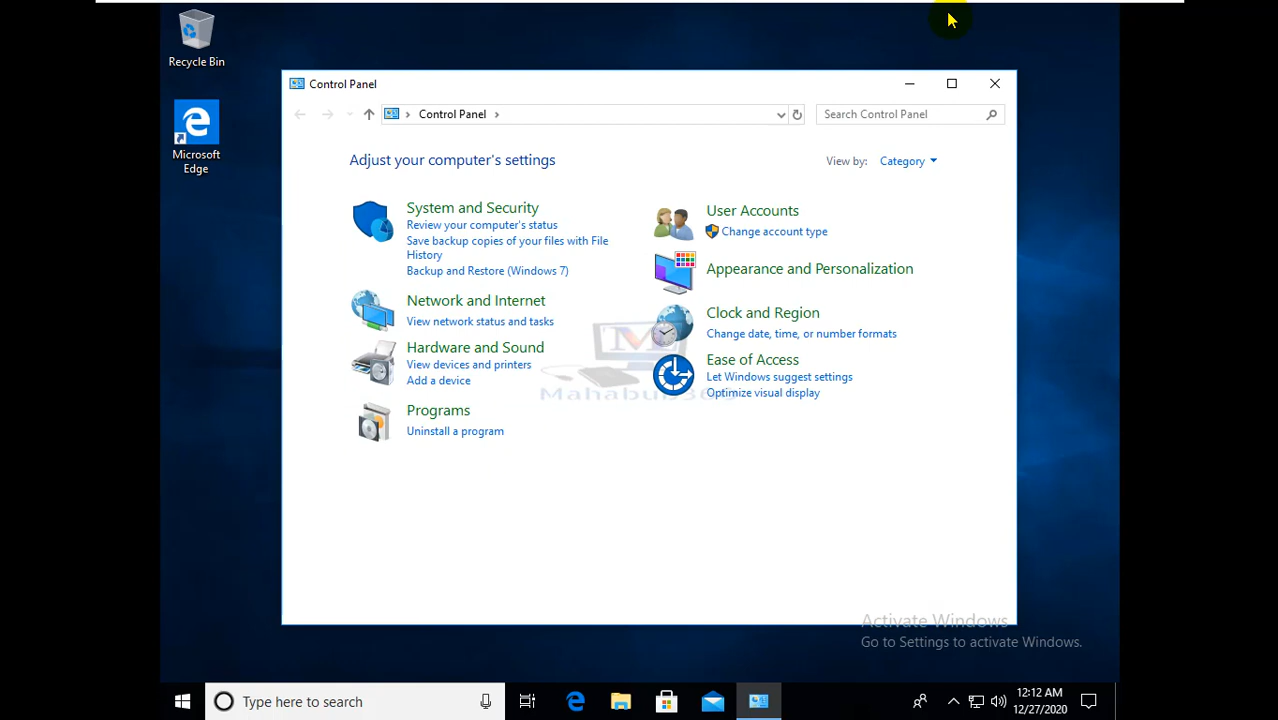 Recycle Bin
Microsoft
Edge
Control Panel
Control Panel
Search Control Panel
Adjust your computer's settings
View by: Category
System and Security
Review your computer's status
Save backup copies of your files with File
History
Backup and Restore (Windows 7)
Network and Internet
View network status and tasks
Hardware and Sound
View devices and printers
Add a device
Programs
Uninstall a program
User Accounts
Change account type
Appearance and Personalization
Clock and Region
Change date, time, or number formats
Ease of Access
Let Windows suggest settings
Optimize visual display
Activate Windows
Go to Settings to activate Windows.
Type here to search
12:12 AM
12/27/2020